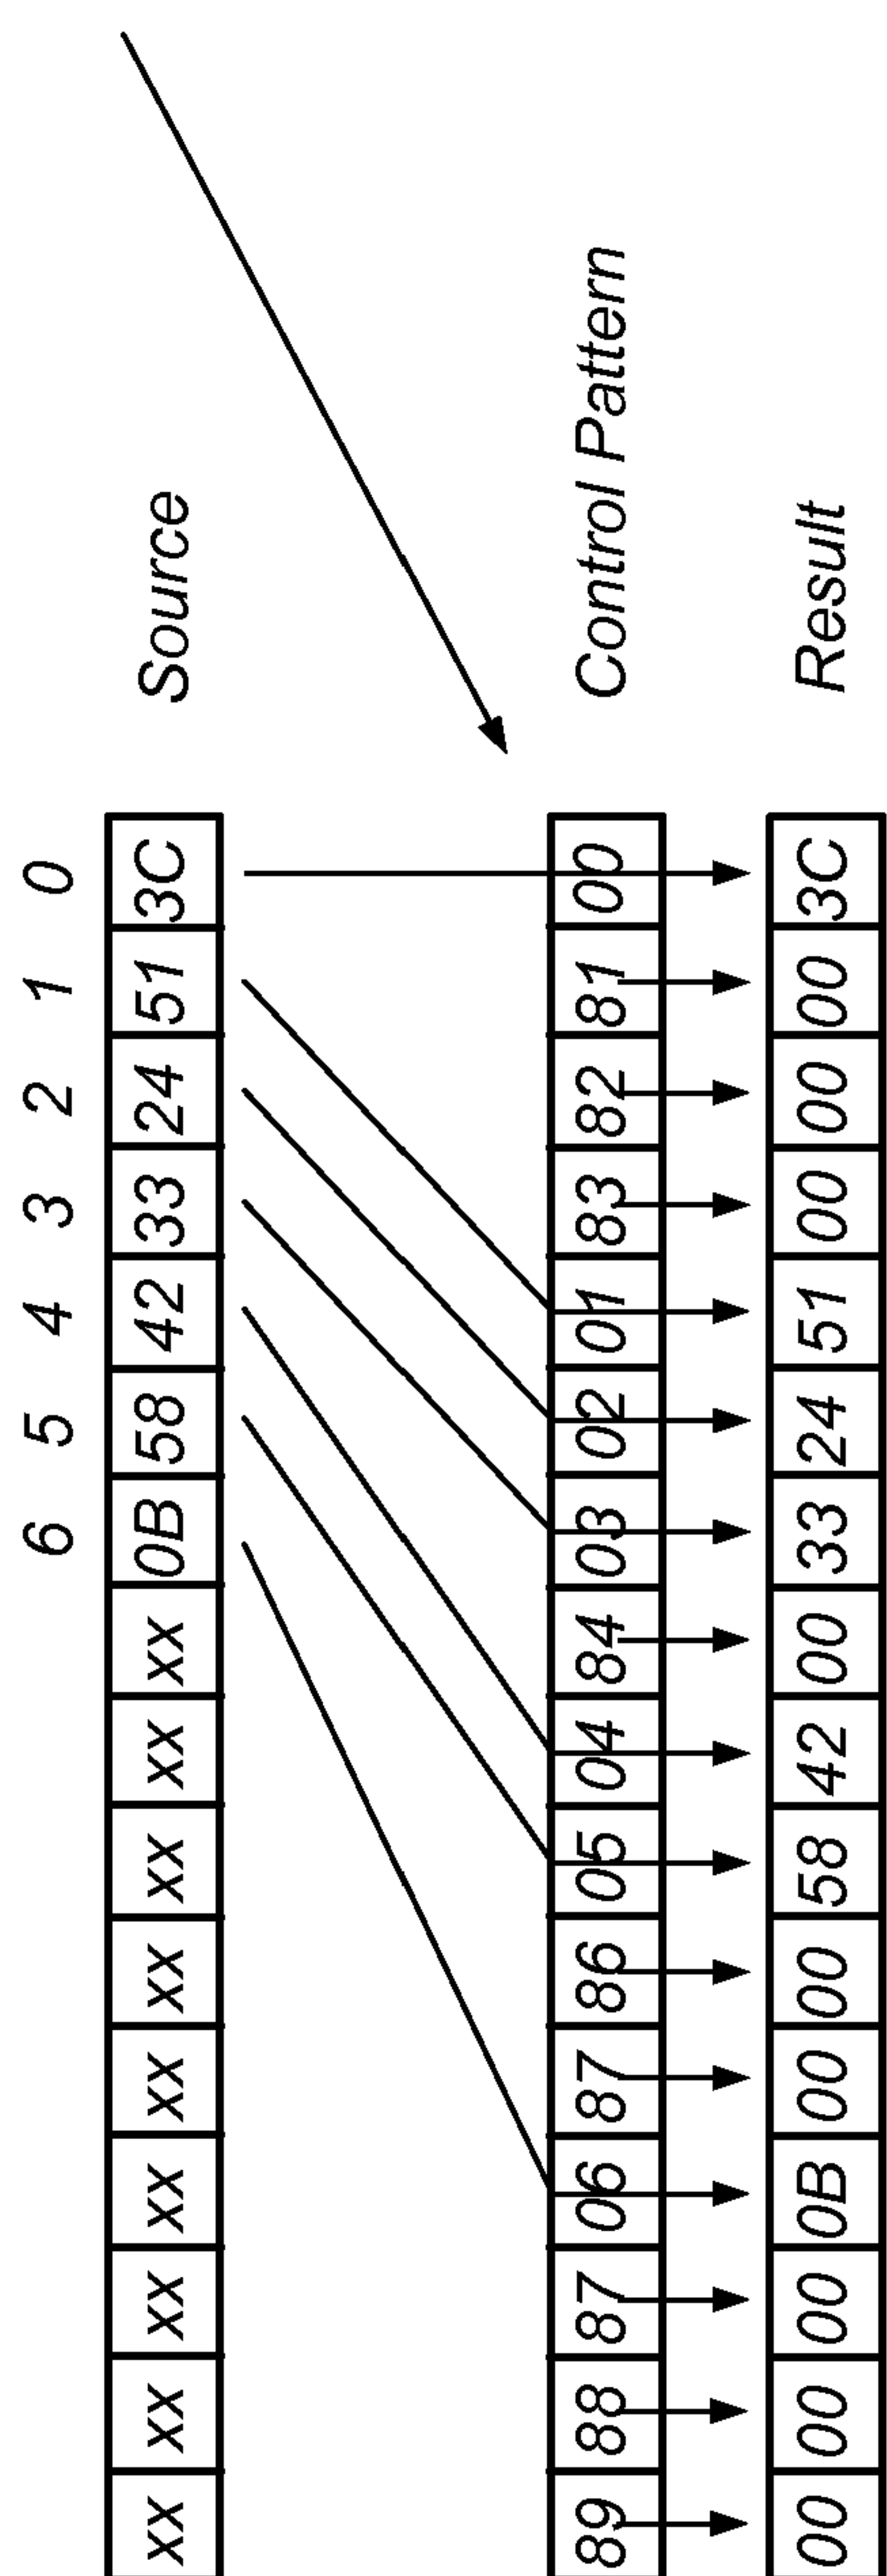 6 5 4 3 2 1 0
xx xx xx xx xx xx xx xx xx 0B 58 42 33 24 51 3C Source
89 88 87 06 87 86 05 04 84 03 02 01 83 82 81 00 Control Pattern
00 00 00 0B 00 00 58 42 00 33 24 51 00 00 00 3C Result